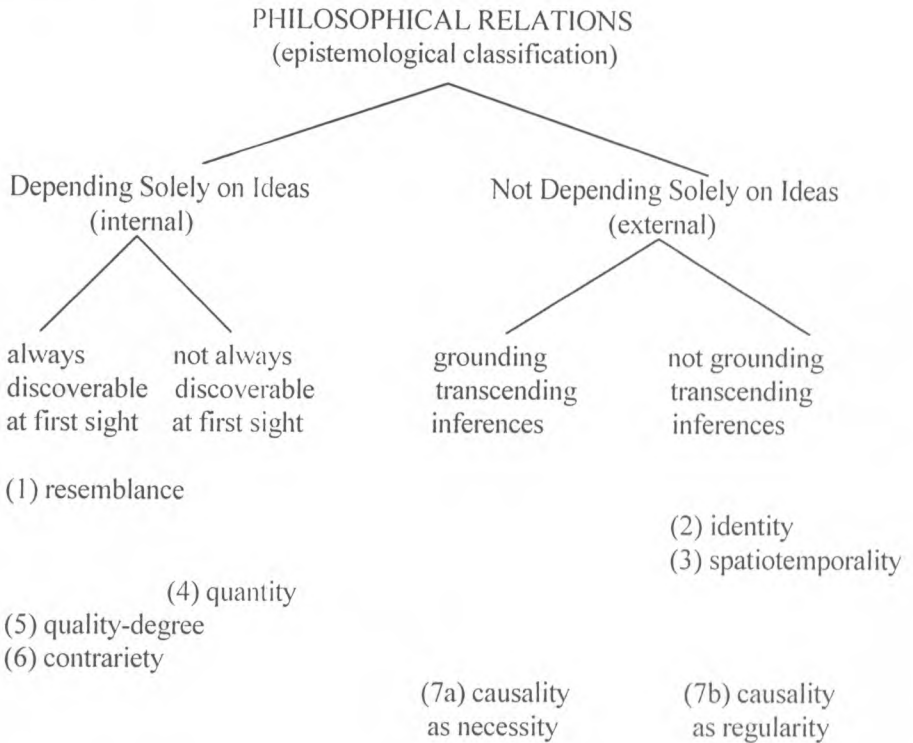 PHILOSOPHICAL RELATIONS
(epistemological classification)
Depending Solely on Ideas
(internal)
Not Depending Solely on Ideas
(external)
always
discoverable
at first sight
not always
discoverable
at first sight
grounding
transcending
inferences
not grounding
transcending
inferences
(1) resemblance
(2) identity
(3) spatiotemporality
(4) quantity
(5) quality-degree
(6) contrariety
(7a) causality
as necessity
(7b) causality
as regularity